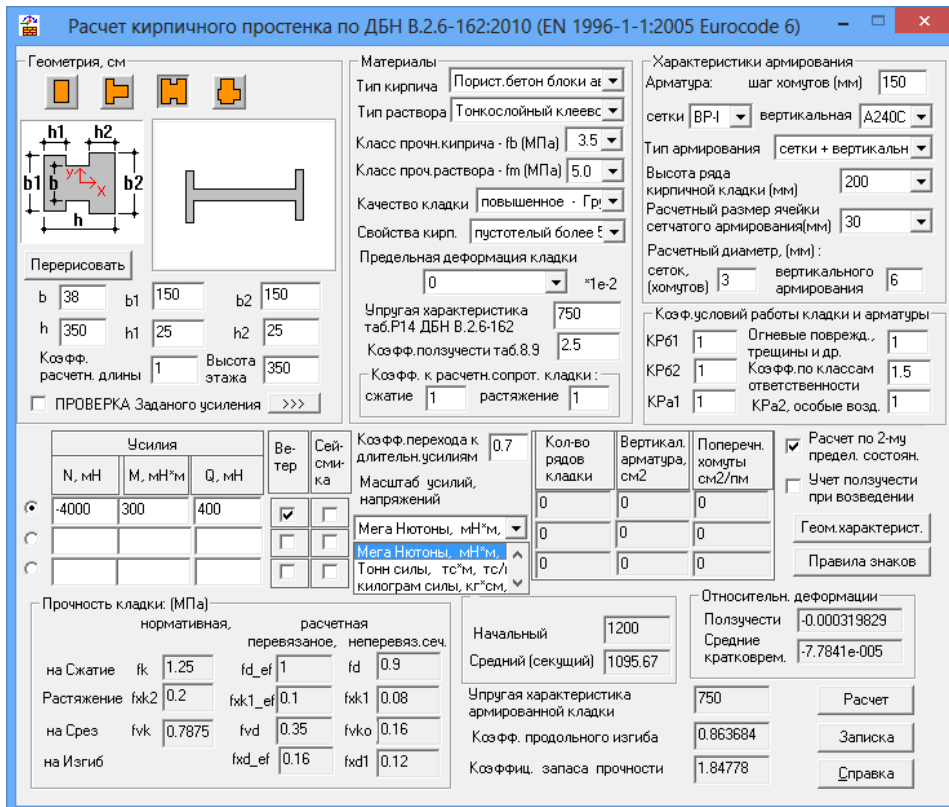 Расчет кирпичного простенка по ДБН В.2.6-162:2010 (EN 1996-1-1:2005 Eurocode 6)
Геометрия, см
h1 h2
b1 b y x b2
h
Перерисовать
b 38 b1 150 b2 150
h 350 h1 25 h2 25
Коэфф. расчетн. длины 1 Высота этажа 350
ПРОВЕРКА Заданого усиления >>>
Материалы
Тип кирпича Порист.бетон блоки ав
Тип раствора Тонкослойный клеевс
Класс прочн.киприча - fb (МПа) 3.5
Класс проч.раствора - fm (МПа) 5.0
Качество кладки повышенное - Гр
Свойства кирп. пустотелый более 5
Предельная деформация кладки
0 *1e-2
Упругая характеристика таб.Р14 ДБН В.2.6-162 750
Коэфф.ползучести таб.8.9 2.5
Коэфф. к расчетн.сопрот. кладки :
сжатие 1 растяжение 1
Характеристики армирования
Арматура: шаг хомутов (мм) 150
сетки ВР-I вертикальная А240С
Тип армирования сетки + вертикальн
Высота ряда кирпичной кладки (мм) 200
Расчетный размер ячейки сетчатого армирования(мм) 30
Расчетный диаметр, (мм) :
сеток, (хомутов) 3 вертикального армирования 6
Коэф.условий работы кладки и арматуры
КРб1 1 Огневые поврежд., трещины и др. 1
КРб2 1 Коэфф.по классам ответственности 1.5
КРа1 1 КРа2, особые возд. 1
Усилия
N, мН М, мН*м Q, мН
Ве-тер
Сей-сми-ка
-4000 300 400
Коэфф.перехода к длительн.усилиям 0.7
Масштаб усилий, напряжений
Мега Нютоны, мН*м,
Мега Нютоны, мН*м,
Тонн силы, тс*м, тс/
килограм силы, кг*см,
Кол-во рядов кладки
Вертикал. арматура, см2
Поперечн. хомуты см2/пм
0 0 0
0 0 0
0 0 0
Расчет по 2-му предел. состоян.
Учет ползучести при возведении
Геом.характерист.
Правила знаков
Прочность кладки: (МПа)
нормативная, расчетная
перевязаное, неперевяз.сеч.
на Сжатие fk 1.25 fd_ef 1 fd 0.9
Растяжение fxk2 0.2 fxk1_ef 0.1 fxk1 0.08
на Срез fvk 0.7875 fvd 0.35 fvko 0.16
на Изгиб fxd_ef 0.16 fxd1 0.12
Начальный 1200
Средний (секущий) 1095.67
Относительн. деформации
Ползучести -0.000319829
Средние кратковрем. -7.7841e-005
Упругая характеристика армированной кладки 750
Коэфф. продольного изгиба 0.863684
Коэффиц. запаса прочности 1.84778
Расчет
Записка
Справка